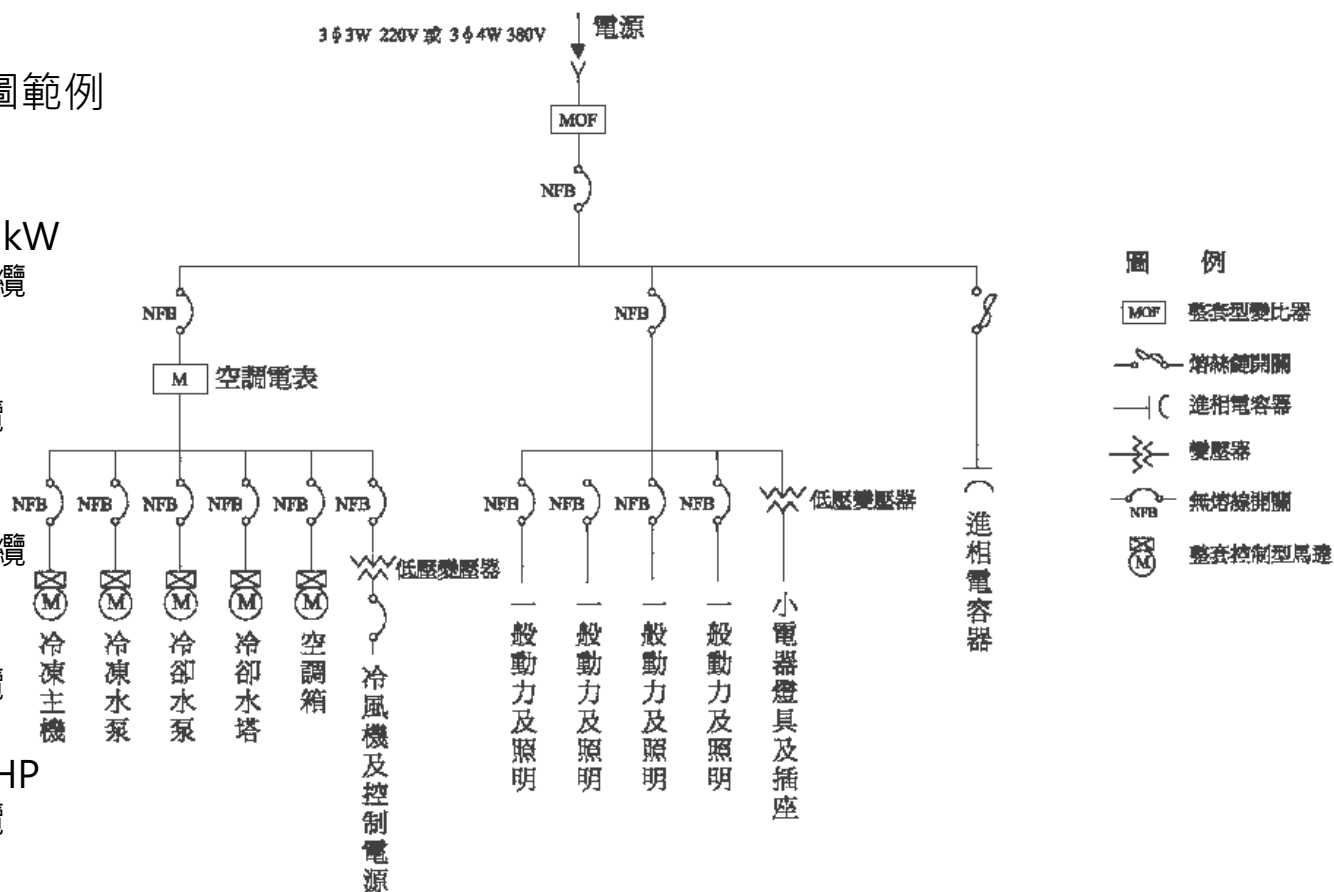 3φ3W 220V 或 3φ4W 380V
電源
圖範例
MOF
NFB
kW
纜
NFB
NFB
M
空調電表
纜
NFB
NFB
NFB
NFB
NFB
NFB
NFB
NFB
NFB
NFB
低壓變壓器
低壓變壓器
纜
M
M
M
M
M
冷凍主機
冷凍水泵
冷卻水泵
冷卻水塔
空調箱
冷風機及控制電源
一般動力及照明
一般動力及照明
一般動力及照明
一般動力及照明
小電器燈具及插座
進相電容器
纜
HP
纜
圖 例
MOF 整套型變比器
熔絲鏈開關
進相電容器
變壓器
NFB 無熔線開關
M 整套控制型馬達